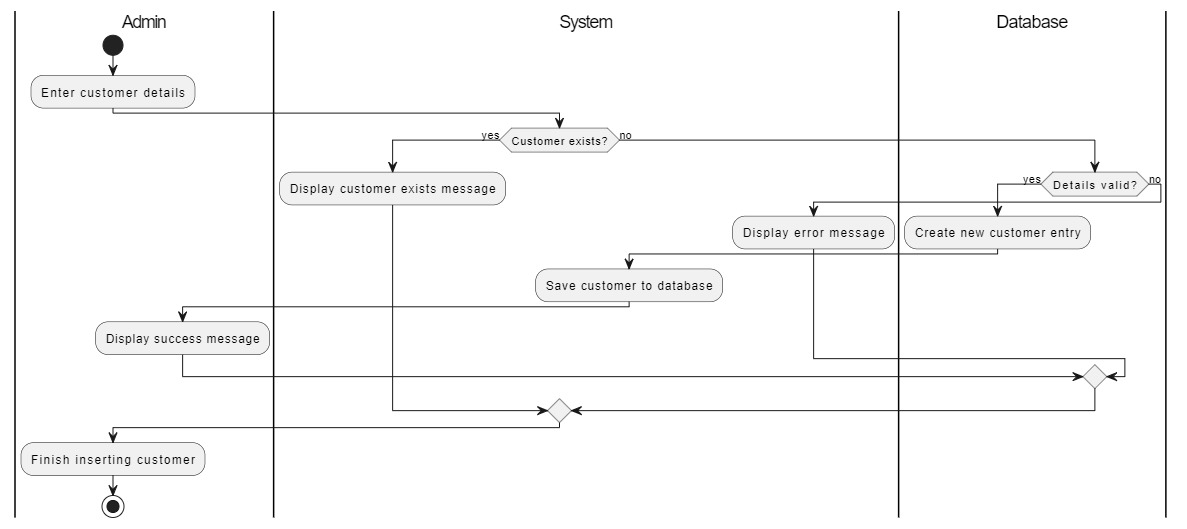 Admin
System
Database
Enter customer details
yes
Customer exists?
no
Display customer exists message
yes
Details valid?
no
Display error message
Create new customer entry
Save customer to database
Display success message
Finish inserting customer